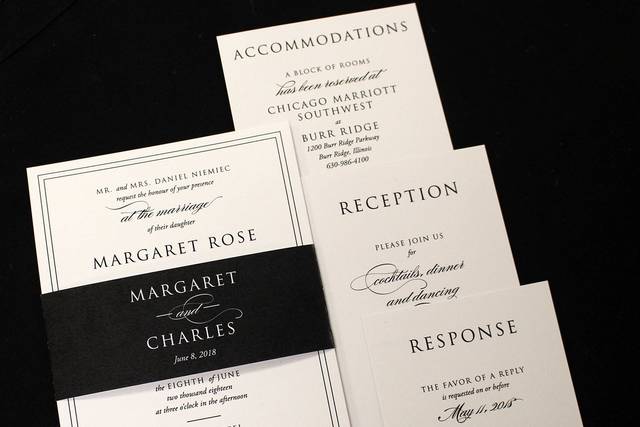 ACCOMMODATIONS
A BLOCK OF ROOMS
has been reserved at
CHICAGO MARRIOTT
SOUTHWEST
at
BURR RIDGE
1200 Burr Ridge Parkway
Burr Ridge, Illinois
630-986-4100
MR. and MRS. DANIEL NIEMIEC
request the honour of your presence
at the marriage
of their daughter
MARGARET ROSE
MARGARET
and
CHARLES
June 8, 2018
the EIGHTH of JUNE
two thousand eighteen
at three o'clock in the afternoon
RECEPTION
PLEASE JOIN US
for
cocktails, dinner
and dancing
RESPONSE
THE FAVOR OF A REPLY
is requested on or before
May 11, 2018